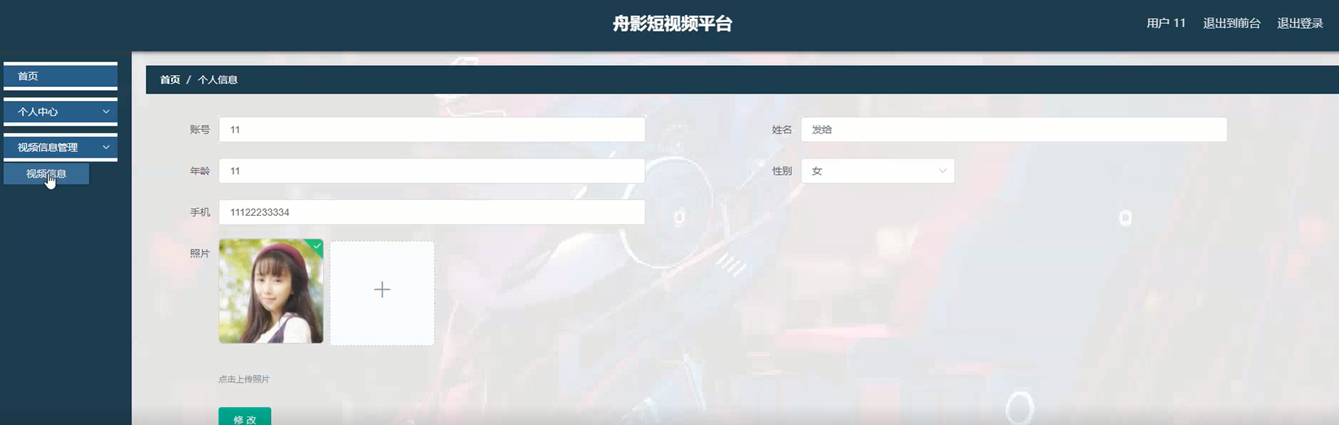 舟影短视频平台
用户 11 退出到前台 退出登录
首页
首页 / 个人信息
个人中心
视频信息管理
视频信息
账号 11 姓名 发给
年龄 11 性别 女
手机 11122233334
照片
点击上传照片
修 改